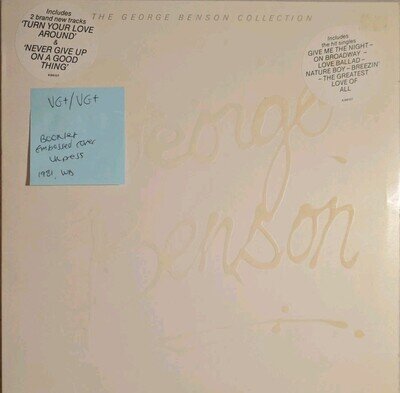 THE GEORGE BENSON COLLECTION
Includes
2 brand new tracks
'TURN YOUR LOVE
AROUND'
&
'NEVER GIVE UP
ON A GOOD
THING'
Includes
the hit singles
GIVE ME THE NIGHT –
ON BROADWAY –
LOVE BALLAD –
NATURE BOY – BREEZIN'
– THE GREATEST
LOVE OF
ALL
VG+/VG+
BOOKLET
Embossed cover
UK press
1981, WB
George
Benson